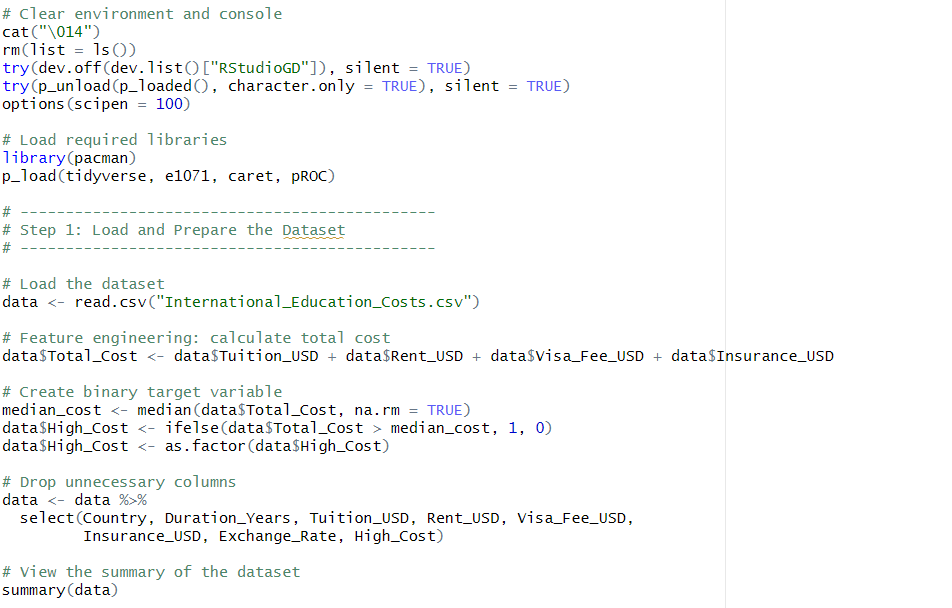 # Clear environment and console
cat("\014")
rm(list = ls())
try(dev.off(dev.list()["RStudioGD"]), silent = TRUE)
try(p_unload(p_loaded(), character.only = TRUE), silent = TRUE)
options(scipen = 100)

# Load required libraries
library(pacman)
p_load(tidyverse, e1071, caret, pROC)

# ----------------------------------------------
# Step 1: Load and Prepare the Dataset
# ----------------------------------------------

# Load the dataset
data <- read.csv("International_Education_Costs.csv")

# Feature engineering: calculate total cost
data$Total_Cost <- data$Tuition_USD + data$Rent_USD + data$Visa_Fee_USD + data$Insurance_USD

# Create binary target variable
median_cost <- median(data$Total_Cost, na.rm = TRUE)
data$High_Cost <- ifelse(data$Total_Cost > median_cost, 1, 0)
data$High_Cost <- as.factor(data$High_Cost)

# Drop unnecessary columns
data <- data %>%
  select(Country, Duration_Years, Tuition_USD, Rent_USD, Visa_Fee_USD,
         Insurance_USD, Exchange_Rate, High_Cost)

# View the summary of the dataset
summary(data)